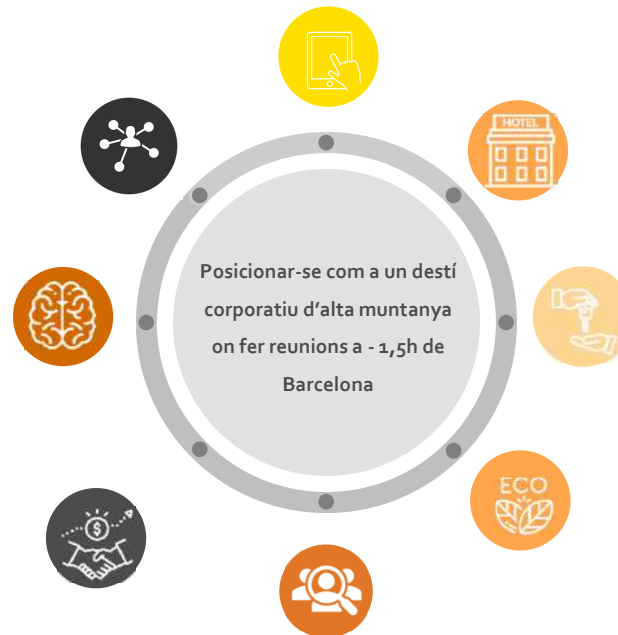 HOTEL
Posicionar-se com a un destí
corporatiu d'alta muntanya
on fer reunions a - 1,5h de
Barcelona
ECO
$